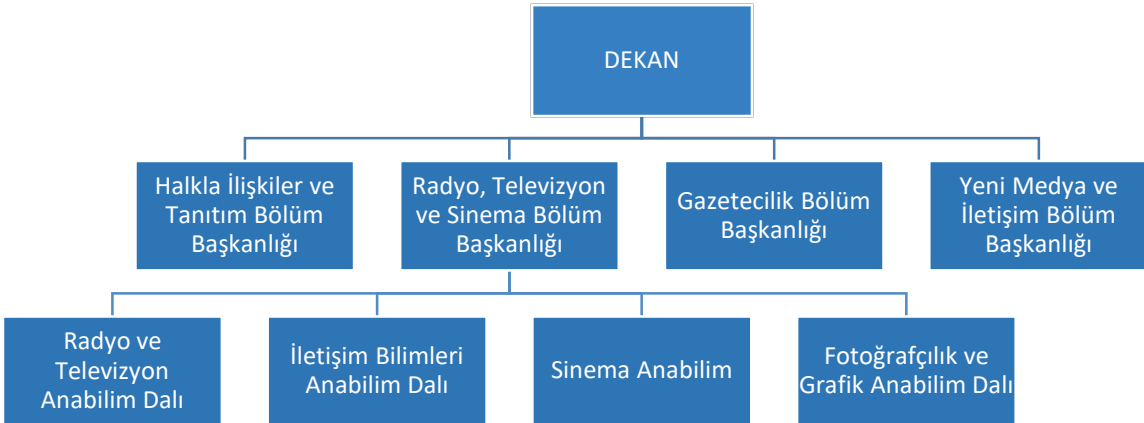 DEKAN
Halkla İlişkiler ve
Tanıtım Bölüm
Başkanlığı
Radyo, Televizyon
ve Sinema Bölüm
Başkanlığı
Gazetecilik Bölüm
Başkanlığı
Yeni Medya ve
İletişim Bölüm
Başkanlığı
Radyo ve
Televizyon
Anabilim Dalı
İletişim Bilimleri
Anabilim Dalı
Sinema Anabilim
Fotoğrafçılık ve
Grafik Anabilim Dalı